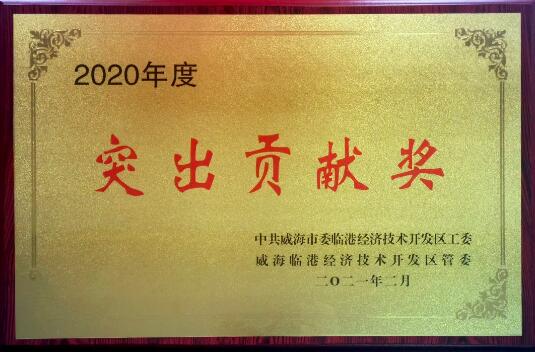 2020年度
突出贡献奖
中共威海市委临港经济技术开发区工委
威海临港经济技术开发区管委
二〇二一年二月